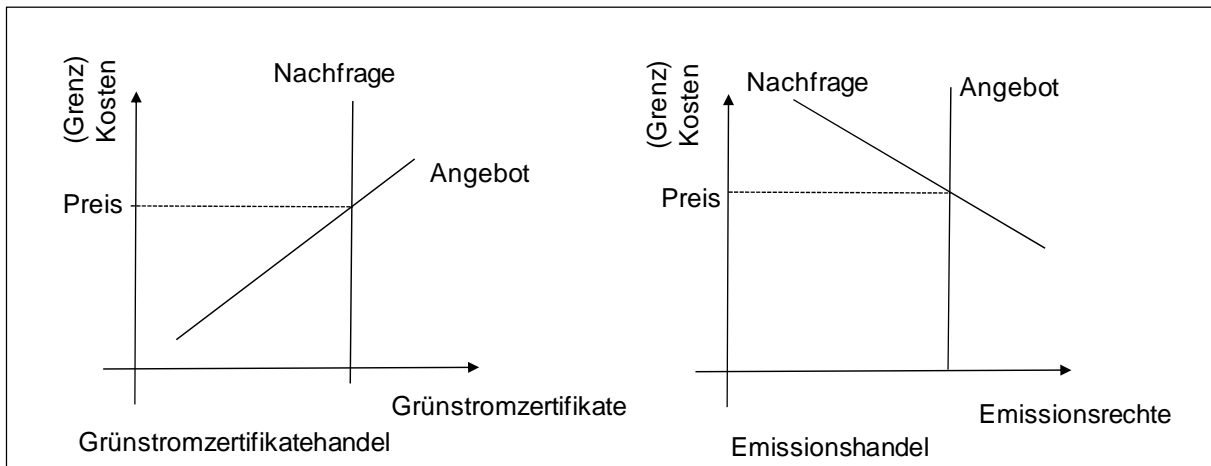 Nachfrage
(Grenz)
Kosten
Angebot
Preis
Grünstromzertifikate
Grünstromzertifikatehandel
Nachfrage
Angebot
(Grenz)
Kosten
Preis
Emissionsrechte
Emissionshandel